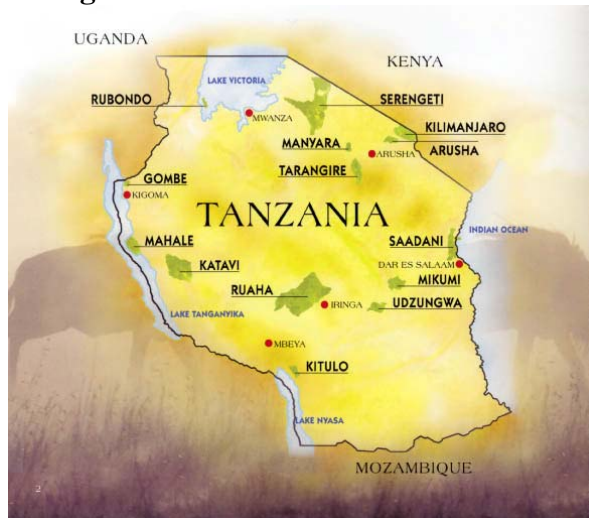 UGANDA
KENYA
LAKE VICTORIA
RUBONDO
SERENGETI
MWANZA
KILIMANJARO
MANYARA
ARUSHA
ARUSHA
TARANGIRE
GOMBE
KIGOMA
TANZANIA
INDIAN OCEAN
MAHALE
SAADANI
KATAVI
DAR ES SALAAM
MIKUMI
RUAHA
IRINGA
UDZUNGWA
LAKE TANGANYIKA
MBEYA
KITULO
LAKE NYASA
MOZAMBIQUE
2